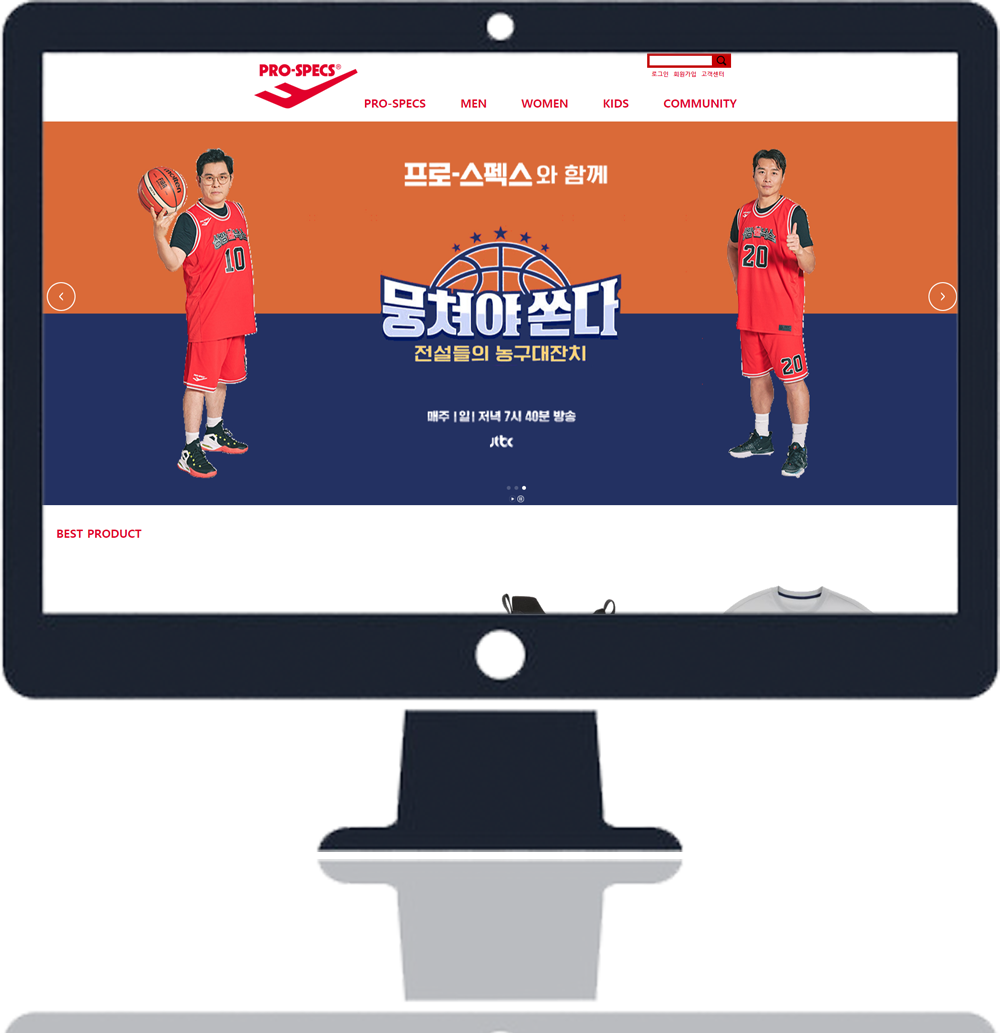 PRO-SPECS®
로그인 회원가입 고객센터
PRO-SPECS MEN WOMEN KIDS COMMUNITY
프로-스펙스와 함께
molten
10
20
20
뭉쳐야 쏜다
전설들의 농구대잔치
매주 |일| 저녁 7시 40분 방송
jtbc
BEST PRODUCT